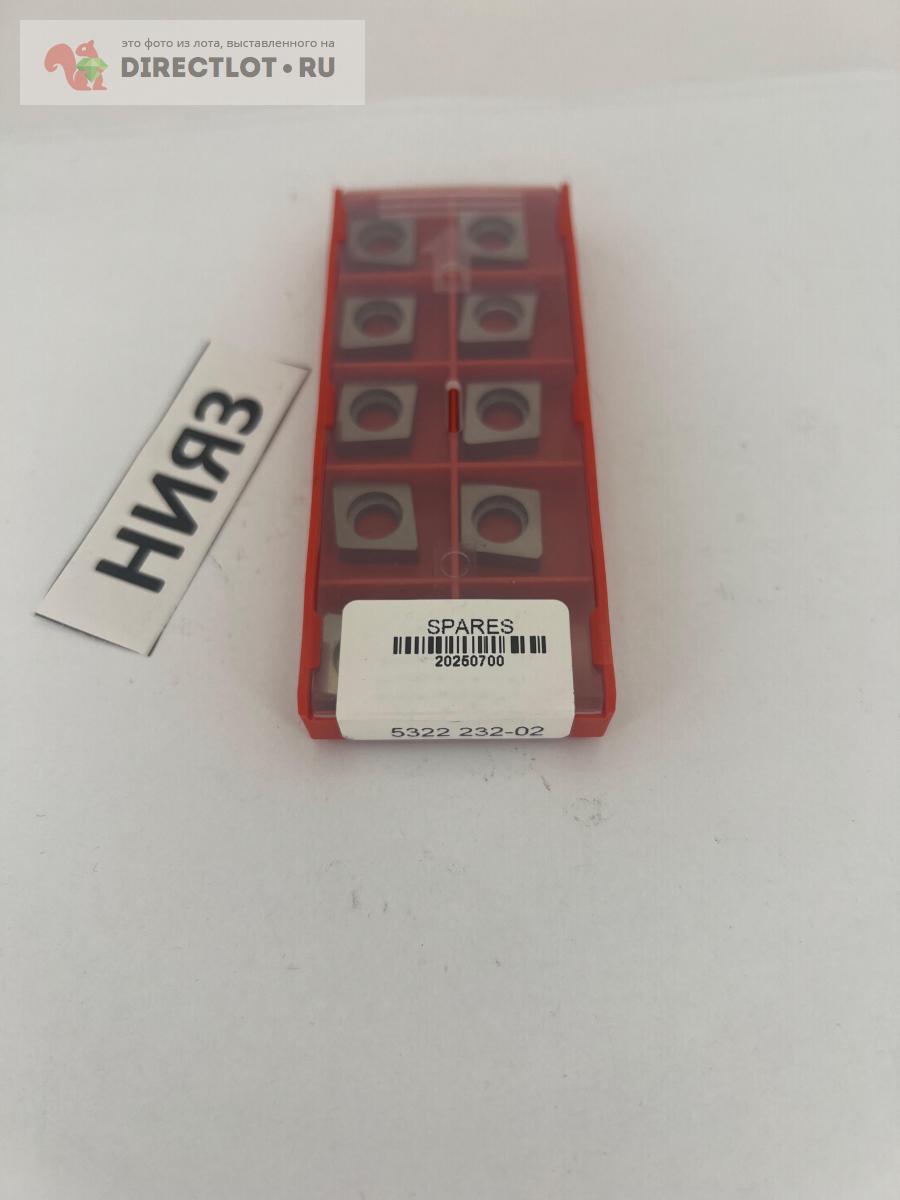 это фото из лота, выставленного на
DIRECTLOT•RU
НИЯЗ
SPARES
20250700
5322 232-02